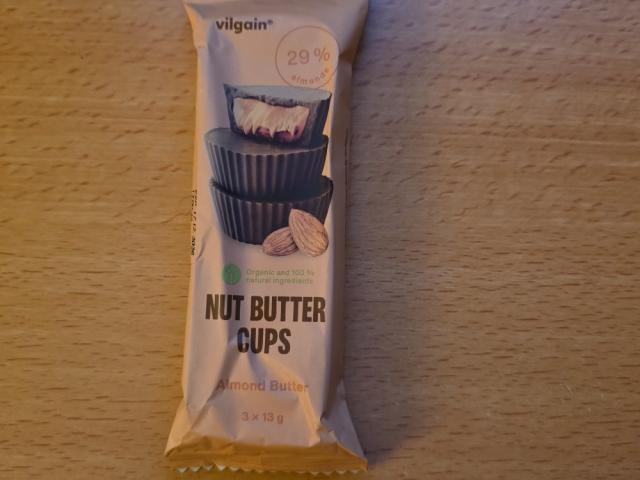 vilgain®
29 %
almonds
Organic and 100 %
natural ingredients
NUT BUTTER
CUPS
Almond Butter
3 x 13 g